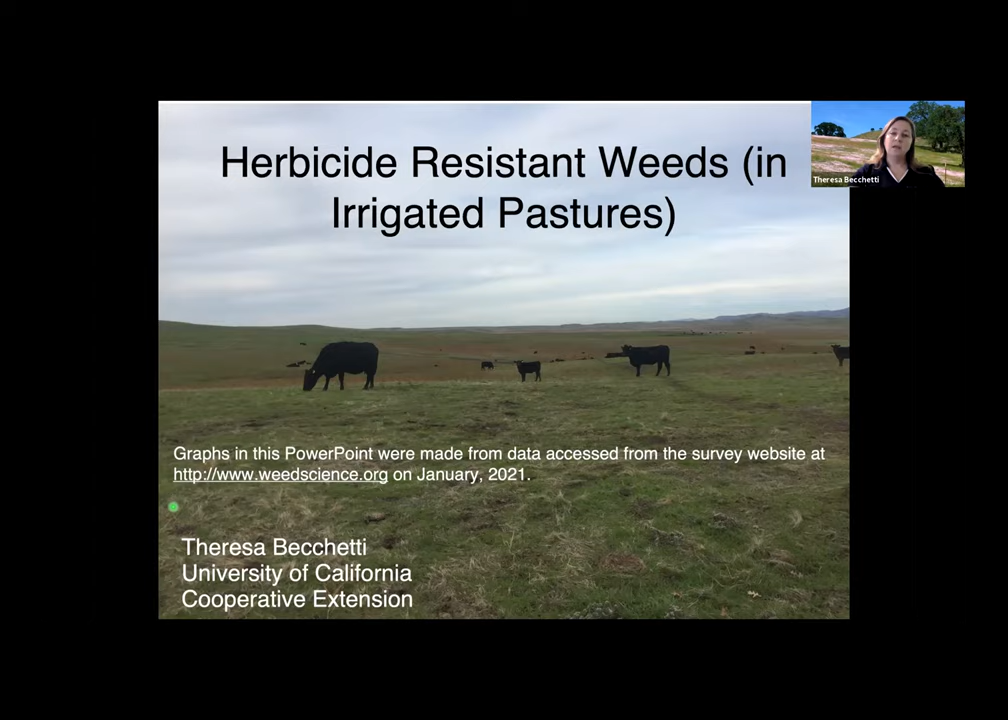 Herbicide Resistant Weeds (in
Irrigated Pastures)
Theresa Becchetti
Graphs in this PowerPoint were made from data accessed from the survey website at
http://www.weedscience.org on January, 2021.
Theresa Becchetti
University of California
Cooperative Extension